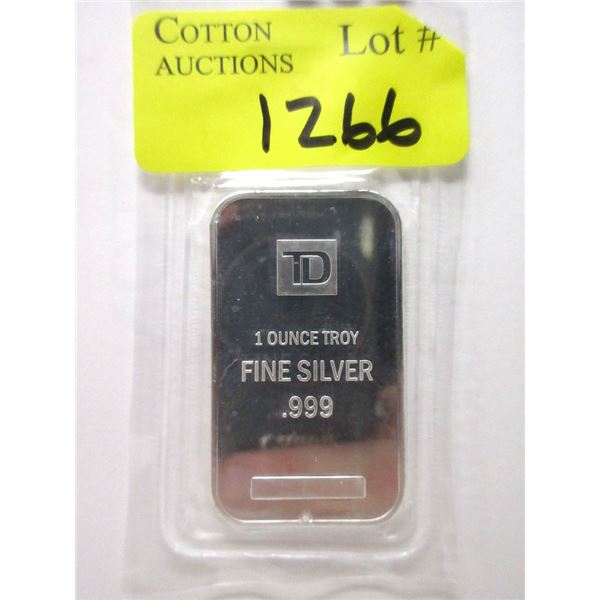 COTTON AUCTIONS Lot #
1266
TD
1 OUNCE TROY
FINE SILVER
.999